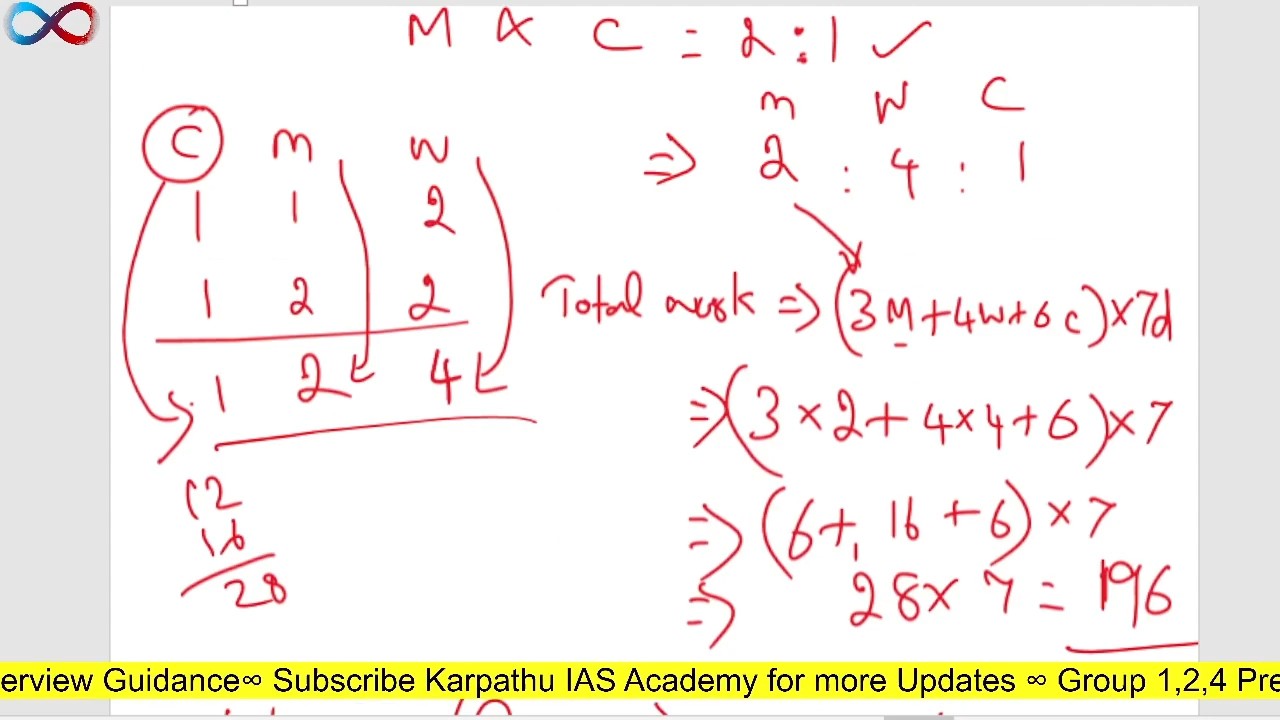 M & C = 2:1 ✓
m W C
⇒ 2 : 4 : 1
C m W
1 1 2
1 2 2
1 2 4
12
16
28
Total work ⇒ (3M+4W+6C)×7d
⇒ (3×2+4×4+6)×7
⇒ (6+16+6)×7
⇒ 28×7 = 196
erview Guidance∞ Subscribe Karpathu IAS Academy for more Updates ∞ Group 1,2,4 Pre